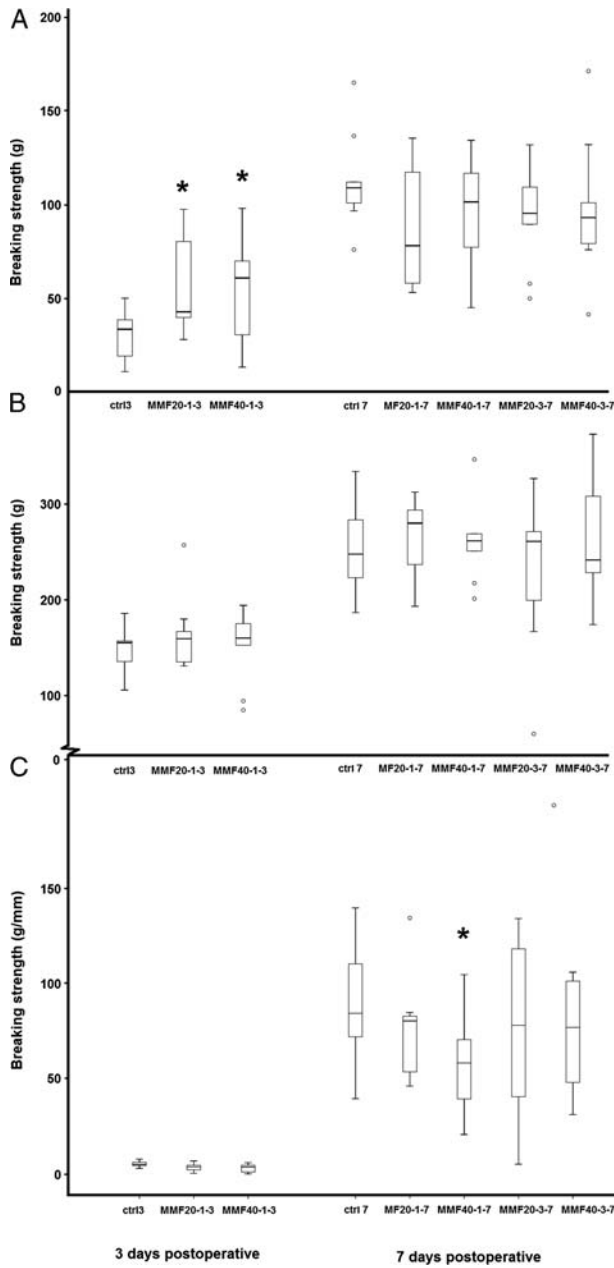 A
200
150
100
50
0
Breaking strength (g)
* *
ctrl3 MMF20-1-3 MMF40-1-3 ctrl 7 MF20-1-7 MMF40-1-7 MMF20-3-7 MMF40-3-7
B
300
200
100
0
Breaking strength (g)
ctrl3 MMF20-1-3 MMF40-1-3 ctrl 7 MF20-1-7 MMF40-1-7 MMF20-3-7 MMF40-3-7
C
150
100
50
0
Breaking strength (g/mm)
*
ctrl3 MMF20-1-3 MMF40-1-3 ctrl 7 MF20-1-7 MMF40-1-7 MMF20-3-7 MMF40-3-7
3 days postoperative 7 days postoperative